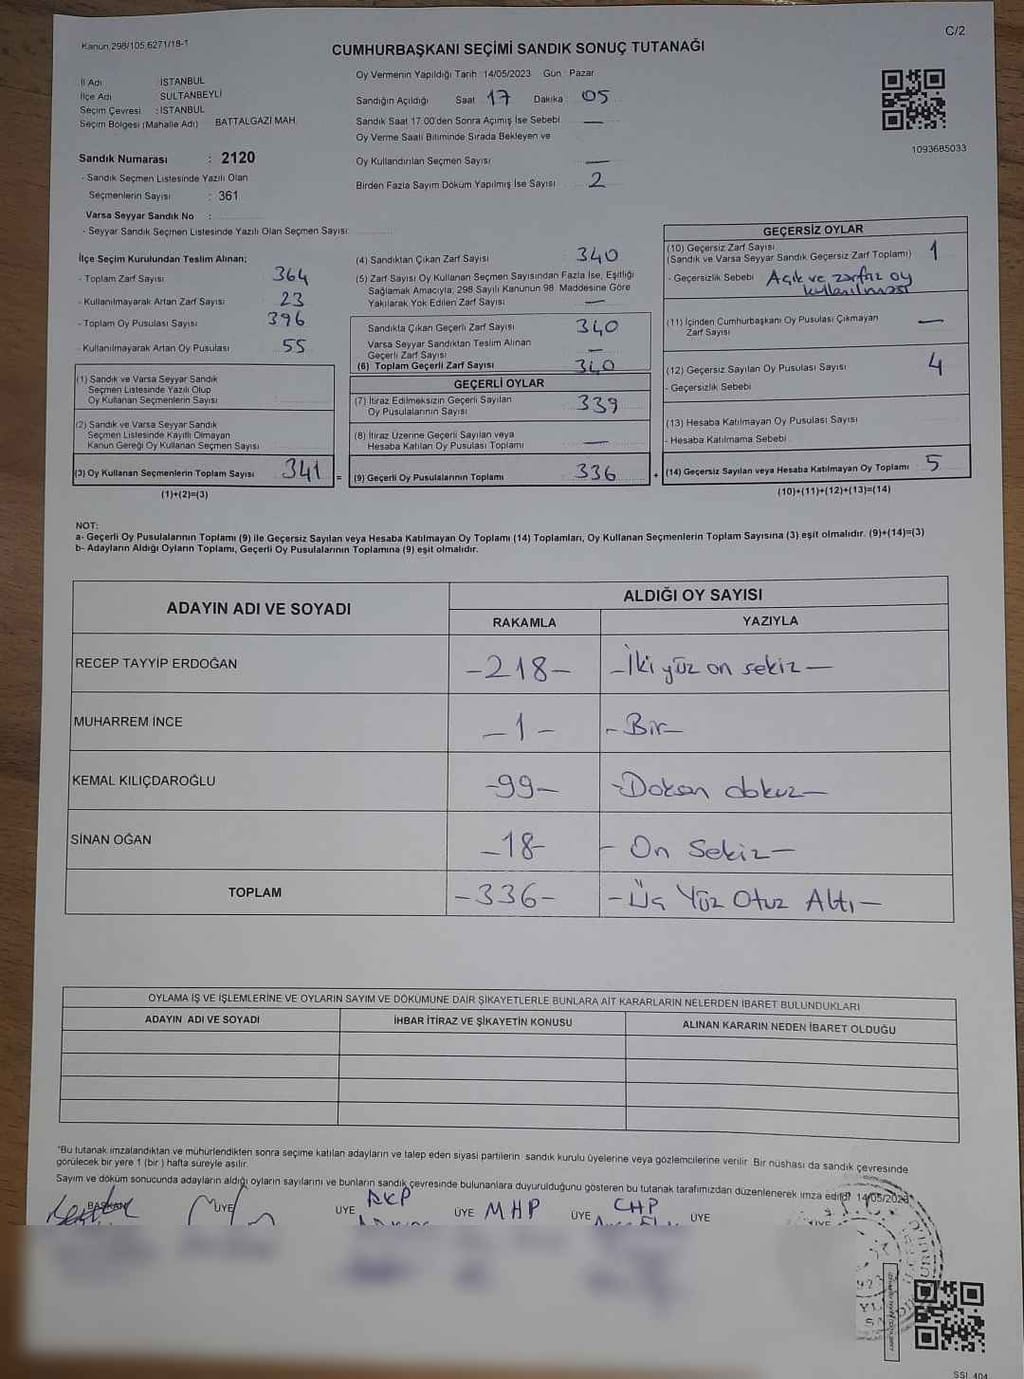 Kanun 298/105,6271/18-1
C/2
CUMHURBAŞKANI SEÇİMİ SANDIK SONUÇ TUTANAĞI
İl Adı İSTANBUL
İlçe Adı SULTANBEYLİ
Seçim Çevresi : İSTANBUL
Seçim Bölgesi (Mahalle Adı) BATTALGAZİ MAH.
Sandık Numarası : 2120
- Sandık Seçmen Listesinde Yazılı Olan
Seçmenlerin Sayısı : 361
Varsa Seyyar Sandık No :
- Seyyar Sandık Seçmen Listesinde Yazılı Olan Seçmen Sayısı:
Oy Vermenin Yapıldığı Tarih 14/05/2023 Gün Pazar
Sandığın Açıldığı Saat 17 Dakika 05
Sandık Saat 17.00'den Sonra Açımış İse Sebebi —
Oy Verme Saati Bitiminde Sırada Bekleyen ve
Oy Kullandırılan Seçmen Sayısı —
Birden Fazla Sayım Döküm Yapılmış İse Sayısı 2
1093685033
İlçe Seçim Kurulundan Teslim Alınan;
- Toplam Zarf Sayısı 364
- Kullanılmayarak Artan Zarf Sayısı 23
- Toplam Oy Pusulası Sayısı 396
- Kullanılmayarak Artan Oy Pusulası 55
(1) Sandık ve Varsa Seyyar Sandık
Seçmen Listesinde Yazılı Olup
Oy Kullanan Seçmenlerin Sayısı
(2) Sandık ve Varsa Seyyar Sandık
Seçmen Listesinde Kayıtlı Olmayan
Kanun Gereği Oy Kullanan Seçmen Sayısı
(3) Oy Kullanan Seçmenlerin Toplam Sayısı 341 =
(1)+(2)=(3)
(4) Sandıktan Çıkan Zarf Sayısı 340
(5) Zarf Sayısı Oy Kullanan Seçmen Sayısından Fazla İse, Eşitliği
Sağlamak Amacıyla, 298 Sayılı Kanunun 98. Maddesine Göre
Yakılarak Yok Edilen Zarf Sayısı —
Sandıkta Çıkan Geçerli Zarf Sayısı 340
Varsa Seyyar Sandıktan Teslim Alınan
Geçerli Zarf Sayısı —
(6) Toplam Geçerli Zarf Sayısı 340
GEÇERLİ OYLAR
(7) İtiraz Edilmeksizin Geçerli Sayılan
Oy Pusulalarının Sayısı 339
(8) İtiraz Üzerine Geçerli Sayılan veya
Hesaba Katılan Oy Pusulası Toplamı —
(9) Geçerli Oy Pusulalarının Toplamı 336 +
GEÇERSİZ OYLAR
(10) Geçersiz Zarf Sayısı
(Sandık ve Varsa Seyyar Sandık Geçersiz Zarf Toplamı) 1
- Geçersizlik Sebebi Açık ve zarfsız oy
kullanılması
(11) İçinden Cumhurbaşkanı Oy Pusulası Çıkmayan
Zarf Sayısı —
(12) Geçersiz Sayılan Oy Pusulası Sayısı 4
- Geçersizlik Sebebi
(13) Hesaba Katılmayan Oy Pusulası Sayısı
- Hesaba Katılmama Sebebi
(14) Geçersiz Sayılan veya Hesaba Katılmayan Oy Toplamı 5
(10)+(11)+(12)+(13)=(14)
NOT:
a- Geçerli Oy Pusulalarının Toplamı (9) ile Geçersiz Sayılan veya Hesaba Katılmayan Oy Toplamı (14) Toplamları, Oy Kullanan Seçmenlerin Toplam Sayısına (3) eşit olmalıdır. (9)+(14)=(3)
b- Adayların Aldığı Oyların Toplamı, Geçerli Oy Pusulalarının Toplamına (9) eşit olmalıdır.
ADAYIN ADI VE SOYADI ALDIĞI OY SAYISI
RAKAMLA YAZIYLA
RECEP TAYYİP ERDOĞAN -218- -İki yüz on sekiz-
MUHARREM İNCE -1- -Bir-
KEMAL KILIÇDAROĞLU -99- -Doksan dokuz-
SİNAN OĞAN -18- -On Sekiz-
TOPLAM -336- -Üç Yüz Otuz Altı-
OYLAMA İŞ VE İŞLEMLERİNE VE OYLARIN SAYIM VE DÖKÜMÜNE DAİR ŞİKAYETLERLE BUNLARA AİT KARARLARIN NELERDEN İBARET BULUNDUKLARI
ADAYIN ADI VE SOYADI İHBAR İTİRAZ VE ŞİKAYETİN KONUSU ALINAN KARARIN NEDEN İBARET OLDUĞU
"Bu tutanak imzalandıktan ve mühürlendikten sonra seçime katılan adayların ve talep eden siyasi partilerin sandık kurulu üyelerine veya gözlemcilerine verilir. Bir nüshası da sandık çevresinde
görülecek bir yere 1 (bir) hafta süreyle asılır.
Sayım ve döküm sonucunda adayların aldığı oyların sayılarını ve bunların sandık çevresinde bulunanlara duyurulduğunu gösteren bu tutanak tarafımızdan düzenlenerek imza edildi. 14/05/2023"
BAŞKAN ÜYE ÜYE AKP ÜYE MHP ÜYE CHP ÜYE ÜYE
SSI 404